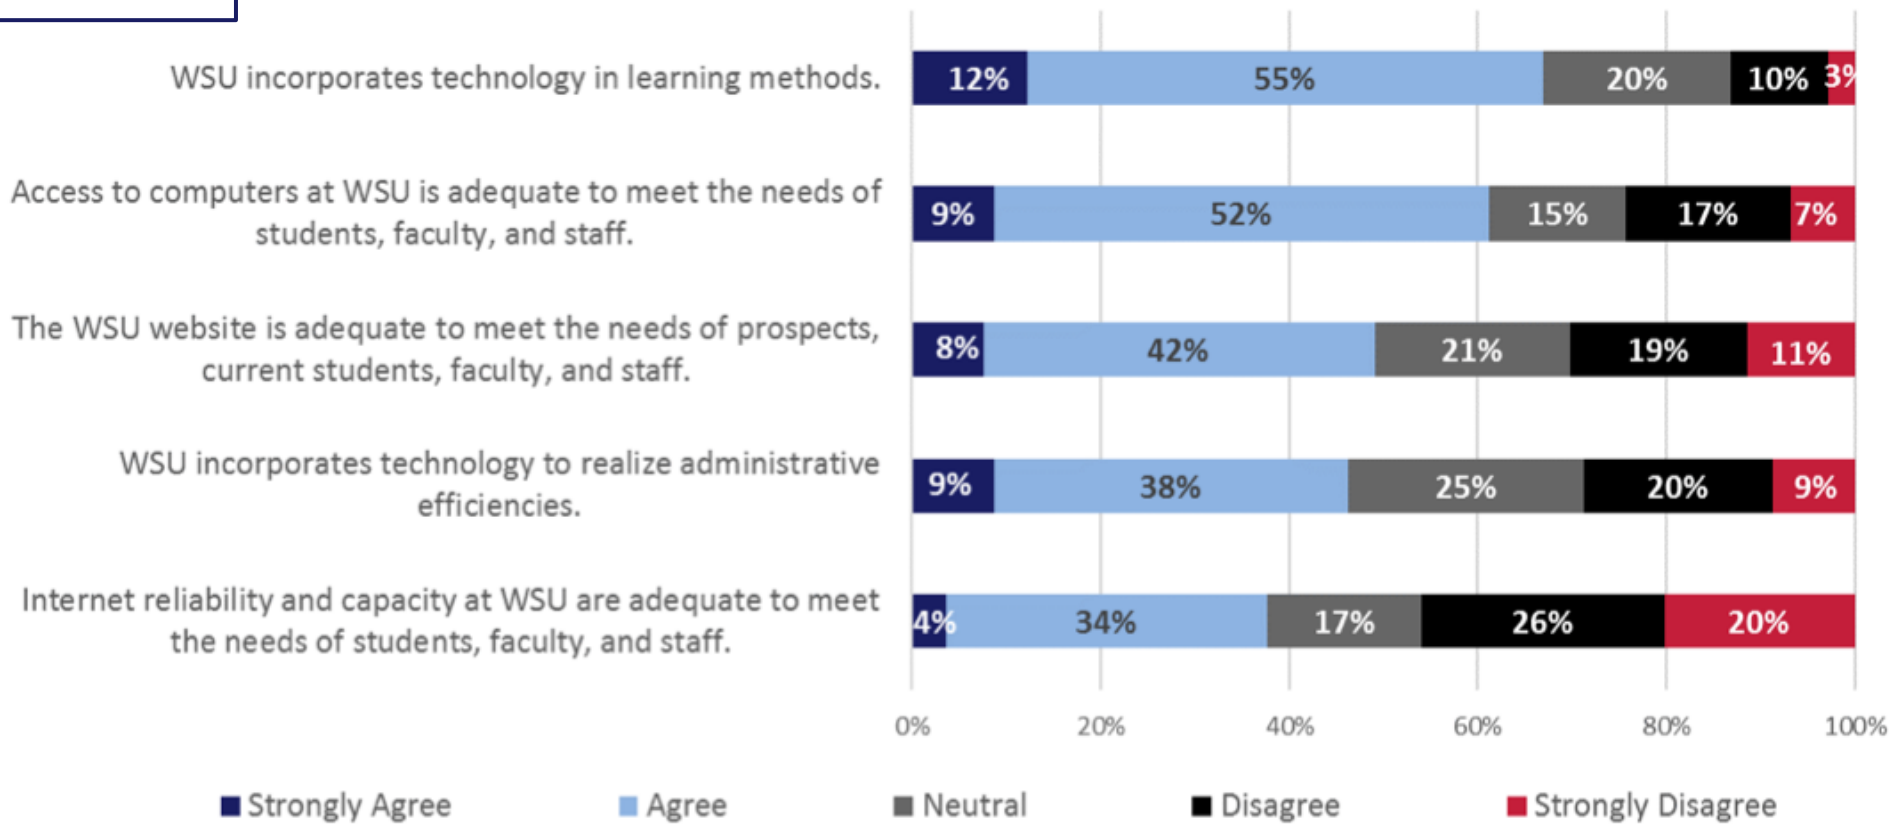 WSU incorporates technology in learning methods.
12% 55% 20% 10% 3%
Access to computers at WSU is adequate to meet the needs of
students, faculty, and staff.
9% 52% 15% 17% 7%
The WSU website is adequate to meet the needs of prospects,
current students, faculty, and staff.
8% 42% 21% 19% 11%
WSU incorporates technology to realize administrative
efficiencies.
9% 38% 25% 20% 9%
Internet reliability and capacity at WSU are adequate to meet
the needs of students, faculty, and staff.
4% 34% 17% 26% 20%
0% 20% 40% 60% 80% 100%
Strongly Agree Agree Neutral Disagree Strongly Disagree